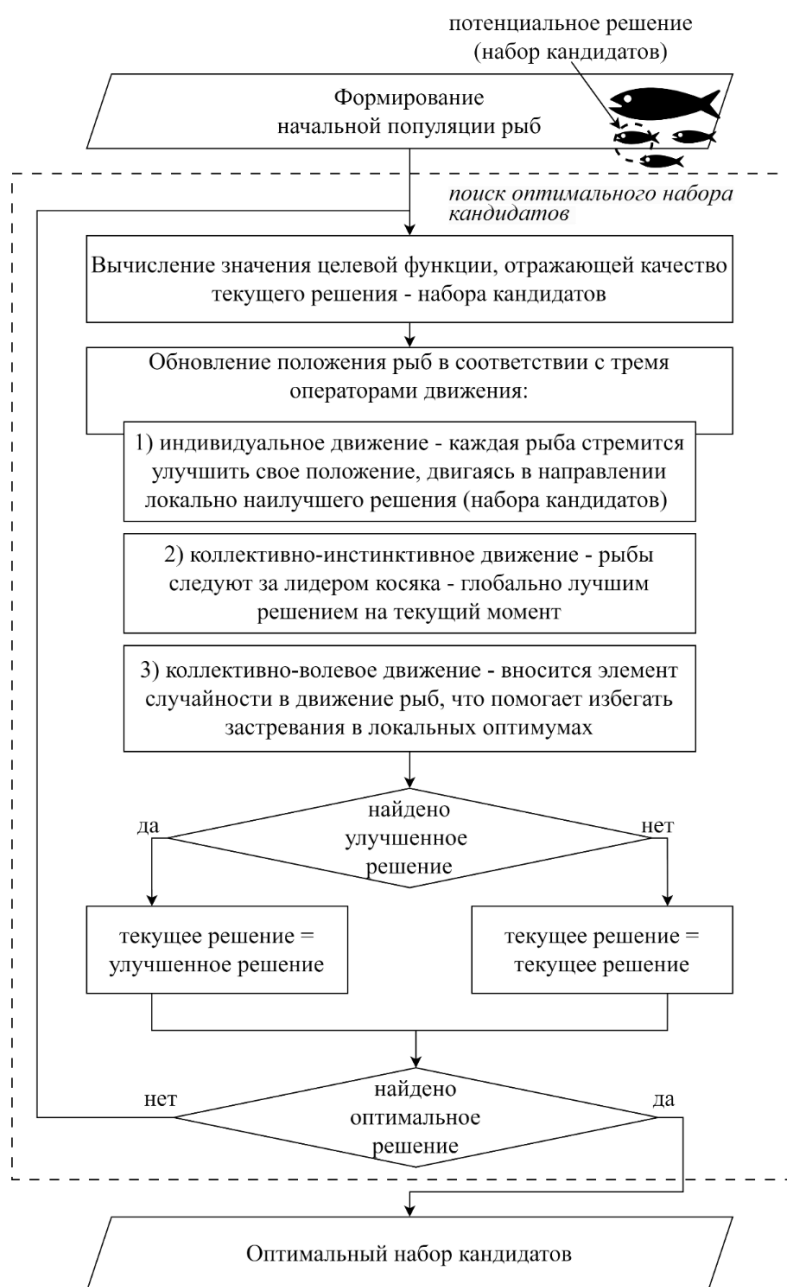 потенциальное решение
(набор кандидатов)
Формирование
начальной популяции рыб
поиск оптимального набора
кандидатов
Вычисление значения целевой функции, отражающей качество
текущего решения - набора кандидатов
Обновление положения рыб в соответствии с тремя
операторами движения:
1) индивидуальное движение - каждая рыба стремится
улучшить свое положение, двигаясь в направлении
локально наилучшего решения (набора кандидатов)
2) коллективно-инстинктивное движение - рыбы
следуют за лидером косяка - глобально лучшим
решением на текущий момент
3) коллективно-волевое движение - вносится элемент
случайности в движение рыб, что помогает избегать
застревания в локальных оптимумах
да
найдено
улучшенное
решение
нет
текущее решение =
улучшенное решение
текущее решение =
текущее решение
нет
найдено
оптимальное
решение
да
Оптимальный набор кандидатов